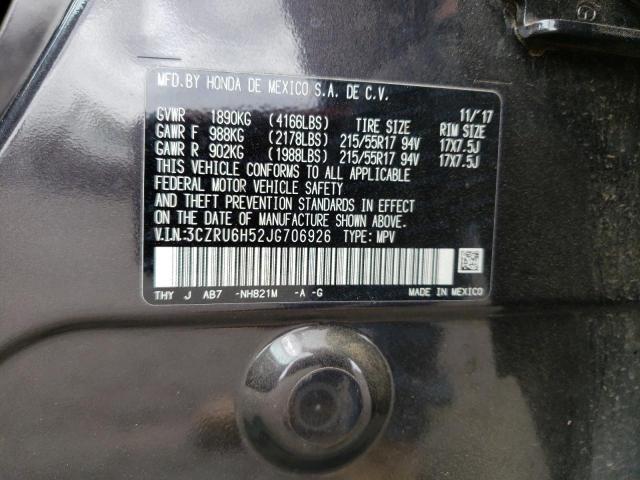 MFD. BY HONDA DE MEXICO S.A. DE C.V.
11/'17
GVWR 1890KG (4166LBS) TIRE SIZE RIM SIZE
GAWR F 988KG (2178LBS) 215/55R17 94V 17X7.5J
GAWR R 902KG (1988LBS) 215/55R17 94V 17X7.5J
THIS VEHICLE CONFORMS TO ALL APPLICABLE
FEDERAL MOTOR VEHICLE SAFETY
AND THEFT PREVENTION STANDARDS IN EFFECT
ON THE DATE OF MANUFACTURE SHOWN ABOVE.
V.I.N.:3CZRU6H52JG706926 TYPE: MPV
THY J AB7 -NH821M -A -G MADE IN MEXICO